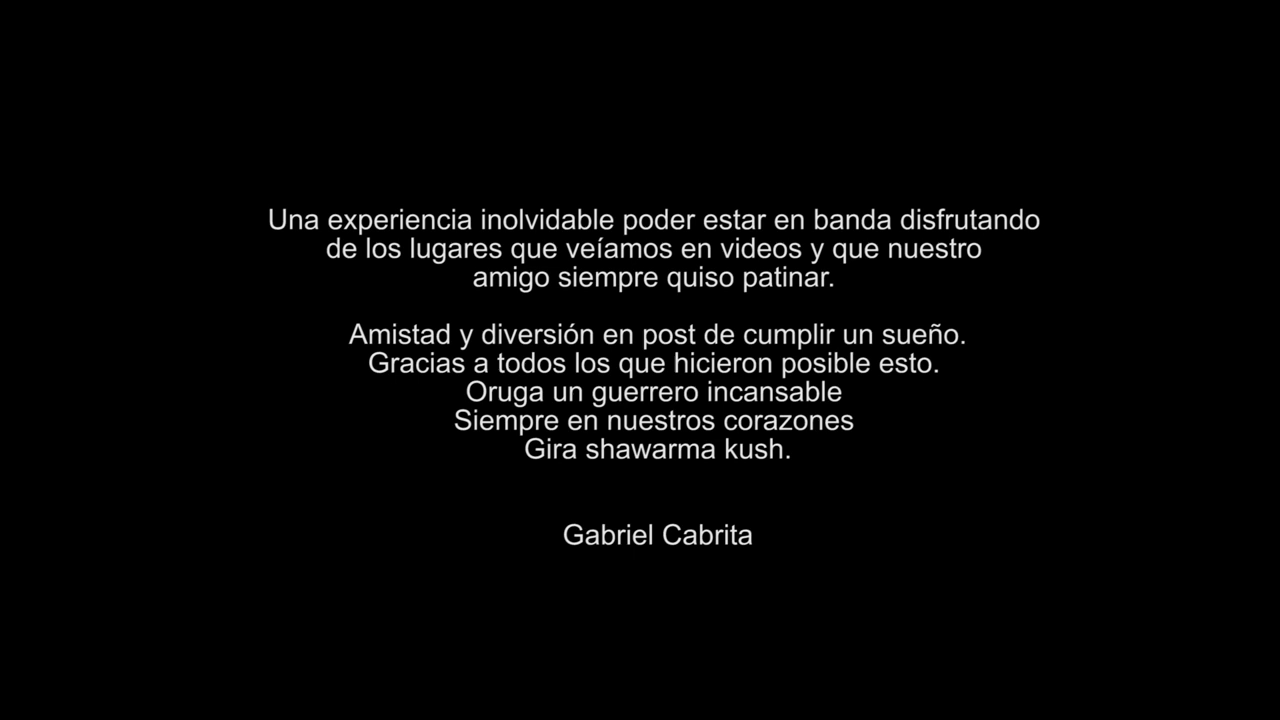 Una experiencia inolvidable poder estar en banda disfrutando
de los lugares que veíamos en videos y que nuestro
amigo siempre quiso patinar.
Amistad y diversión en post de cumplir un sueño.
Gracias a todos los que hicieron posible esto.
Oruga un guerrero incansable
Siempre en nuestros corazones
Gira shawarma kush.
Gabriel Cabrita